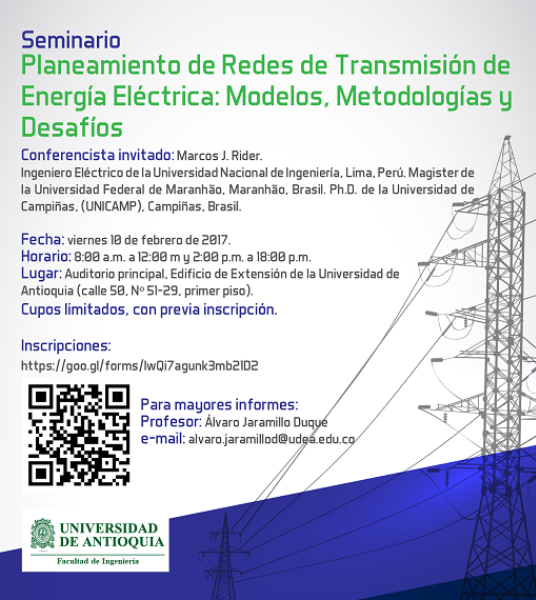 Seminario
Planeamiento de Redes de Transmisión de
Energía Eléctrica: Modelos, Metodologías y
Desafíos
Conferencista invitado: Marcos J. Rider.
Ingeniero Eléctrico de la Universidad Nacional de Ingeniería, Lima, Perú. Magister de
la Universidad Federal de Maranhão, Maranhão, Brasil. Ph.D. de la Universidad de
Campiñas, (UNICAMP), Campiñas, Brasil.
Fecha: viernes 10 de febrero de 2017.
Horario: 8:00 a.m. a 12:00 m y 2:00 p.m. a 18:00 p.m.
Lugar: Auditorio principal, Edificio de Extensión de la Universidad de
Antioquia (calle 50, Nº 51-29, primer piso).
Cupos limitados, con previa inscripción.
Inscripciones:
https://goo.gl/forms/IwQi7agunk3mb21D2
Para mayores informes:
Profesor: Álvaro Jaramillo Duque
e-mail: alvaro.jaramillod@udea.edu.co
UNIVERSIDAD
DE ANTIOQUIA
Facultad de Ingeniería